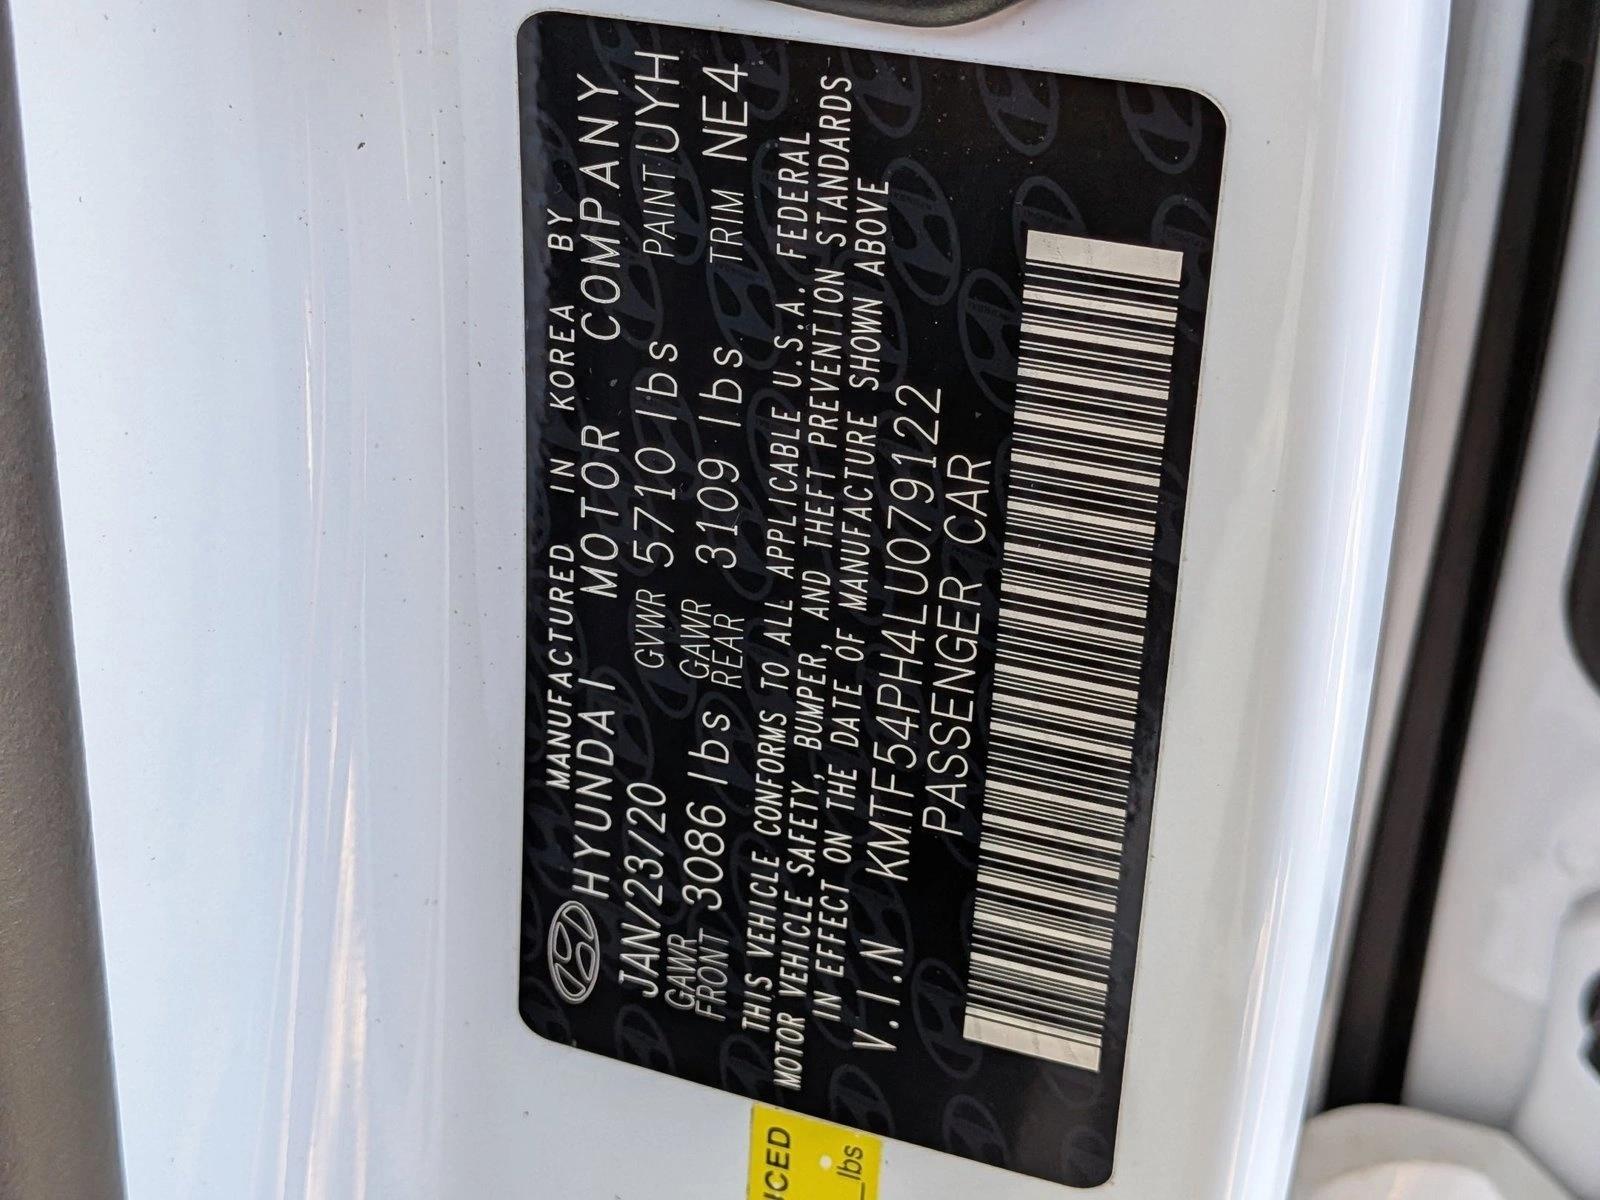 MANUFACTURED IN KOREA BY
HYUNDAI MOTOR COMPANY
JAN/23/20 GVWR 5710 lbs PAINT UYH
GAWR FRONT 3086 lbs GAWR REAR 3109 lbs TRIM NE4
THIS VEHICLE CONFORMS TO ALL APPLICABLE U.S.A. FEDERAL
MOTOR VEHICLE SAFETY, BUMPER, AND THEFT PREVENTION STANDARDS
IN EFFECT ON THE DATE OF MANUFACTURE SHOWN ABOVE
V.I.N KMTF54PH4LU079122
PASSENGER CAR
lbs